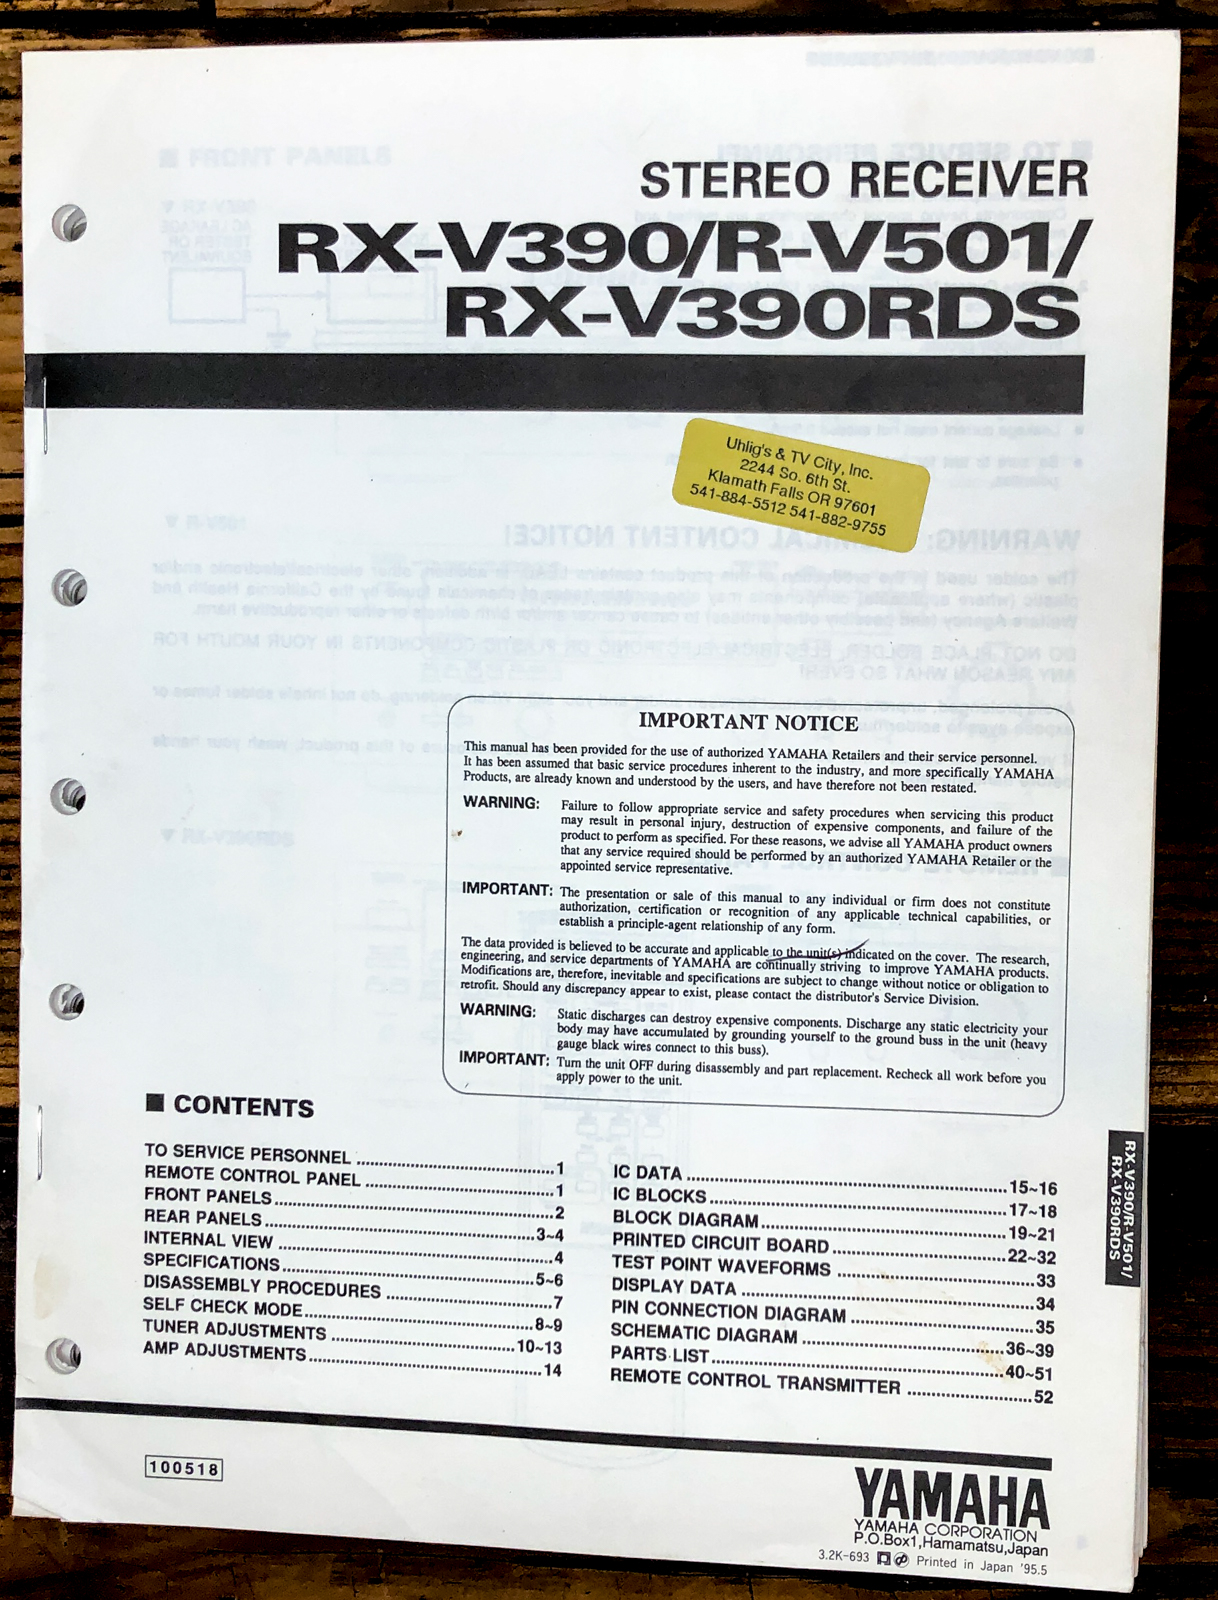 STEREO RECEIVER
RX-V390/R-V501/
RX-V390RDS
Uhlig's & TV City, Inc.
2244 So. 6th St.
Klamath Falls OR 97601
541-884-5512 541-882-9755
IMPORTANT NOTICE
This manual has been provided for the use of authorized YAMAHA Retailers and their service personnel.
It has been assumed that basic service procedures inherent to the industry, and more specifically YAMAHA
Products, are already known and understood by the users, and have therefore not been restated.
WARNING: Failure to follow appropriate service and safety procedures when servicing this product
may result in personal injury, destruction of expensive components, and failure of the
product to perform as specified. For these reasons, we advise all YAMAHA product owners
that any service required should be performed by an authorized YAMAHA Retailer or the
appointed service representative.
IMPORTANT: The presentation or sale of this manual to any individual or firm does not constitute
authorization, certification or recognition of any applicable technical capabilities, or
establish a principle-agent relationship of any form.
The data provided is believed to be accurate and applicable to the unit(s) indicated on the cover. The research,
engineering, and service departments of YAMAHA are continually striving to improve YAMAHA products.
Modifications are, therefore, inevitable and specifications are subject to change without notice or obligation to
retrofit. Should any discrepancy appear to exist, please contact the distributor's Service Division.
WARNING: Static discharges can destroy expensive components. Discharge any static electricity your
body may have accumulated by grounding yourself to the ground buss in the unit (heavy
gauge black wires connect to this buss).
IMPORTANT: Turn the unit OFF during disassembly and part replacement. Recheck all work before you
apply power to the unit.
■ CONTENTS
TO SERVICE PERSONNEL ........ 1
REMOTE CONTROL PANEL ........ 1
FRONT PANELS ........ 2
REAR PANELS ........ 3~4
INTERNAL VIEW ........ 4
SPECIFICATIONS ........ 5~6
DISASSEMBLY PROCEDURES ........ 7
SELF CHECK MODE ........ 8~9
TUNER ADJUSTMENTS ........ 10~13
AMP ADJUSTMENTS ........ 14
IC DATA ........ 15~16
IC BLOCKS ........ 17~18
BLOCK DIAGRAM ........ 19~21
PRINTED CIRCUIT BOARD ........ 22~32
TEST POINT WAVEFORMS ........ 33
DISPLAY DATA ........ 34
PIN CONNECTION DIAGRAM ........ 35
SCHEMATIC DIAGRAM ........ 36~39
PARTS LIST ........ 40~51
REMOTE CONTROL TRANSMITTER ........ 52
RX-V390/R-V501/
RX-V390RDS
100518
YAMAHA
YAMAHA CORPORATION
P.O.Box1,Hamamatsu,Japan
3.2K-693 Printed in Japan '95.5